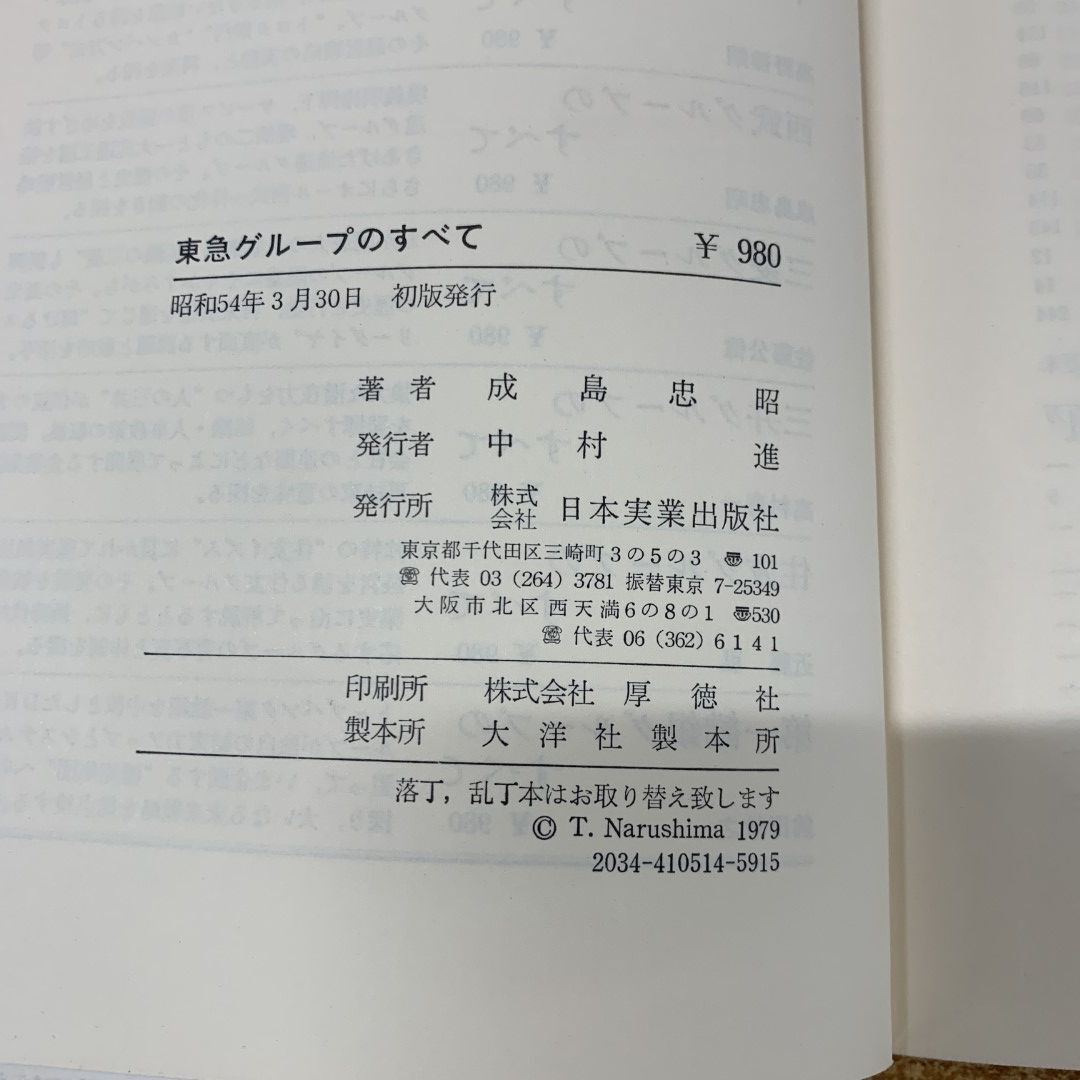 東急グループのすべて ¥ 980
昭和54年3月30日 初版発行
著者 成島忠昭
発行者 中村進
発行所 株式会社 日本実業出版社
東京都千代田区三崎町3の5の3 〠 101
☎ 代表 03 (264) 3781 振替東京 7-25349
大阪市北区西天満6の8の1 〠530
☎ 代表 06 (362) 6141
印刷所 株式会社 厚徳社
製本所 大洋社製本所
落丁，乱丁本はお取り替え致します
© T. Narushima 1979
2034-410514-5915